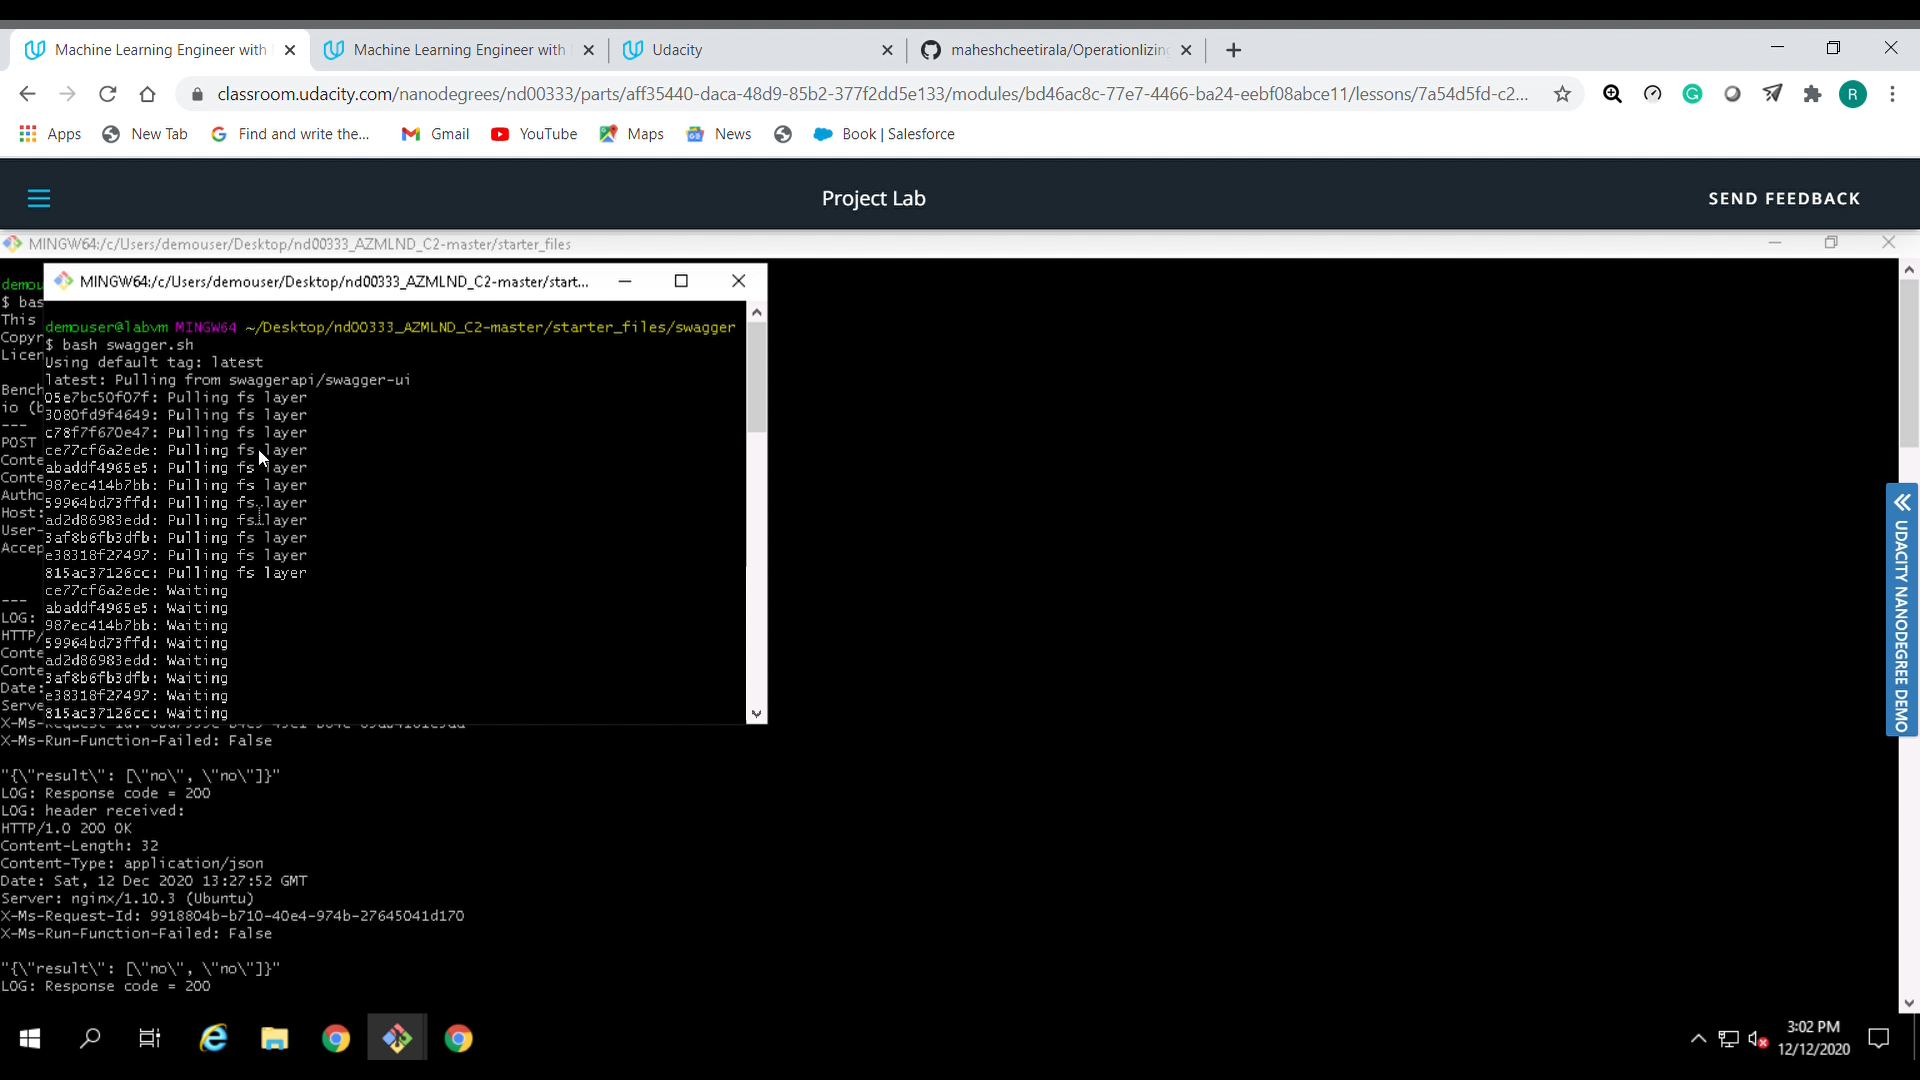 Machine Learning Engineer with
Machine Learning Engineer with
Udacity
maheshcheetirala/Operationlizing
classroom.udacity.com/nanodegrees/nd00333/parts/aff35440-daca-48d9-85b2-377f2dd5e133/modules/bd46ac8c-77e7-4466-ba24-eebf08abce11/lessons/7a54d5fd-c2...
R
Apps
New Tab
Find and write the...
Gmail
YouTube
Maps
News
Book | Salesforce
Project Lab
SEND FEEDBACK
MINGW64:/c/Users/demouser/Desktop/nd00333_AZMLND_C2-master/starter_files
MINGW64:/c/Users/demouser/Desktop/nd00333_AZMLND_C2-master/start...
demouser@labvm MINGW64 ~/Desktop/nd00333_AZMLND_C2-master/starter_files/swagger
$ bash swagger.sh
Using default tag: latest
latest: Pulling from swaggerapi/swagger-ui
05e7bc50f07f: Pulling fs layer
3080fd9f4649: Pulling fs layer
c78f7f670e47: Pulling fs layer
ce77cf6a2ede: Pulling fs layer
abaddf4965e5: Pulling fs layer
987ec414b7bb: Pulling fs layer
59964bd73ffd: Pulling fs layer
ad2d86983edd: Pulling fs layer
3af8b6fb3dfb: Pulling fs layer
e38318f27497: Pulling fs layer
815ac37126cc: Pulling fs layer
ce77cf6a2ede: Waiting
abaddf4965e5: Waiting
987ec414b7bb: Waiting
59964bd73ffd: Waiting
ad2d86983edd: Waiting
3af8b6fb3dfb: Waiting
e38318f27497: Waiting
815ac37126cc: Waiting
demou
$ bas
This
Copyr
Licen
Bench
io (b
---
POST
Conte
Conte
Autho
Host:
User-
Accep
---
LOG:
HTTP/
Conte
Conte
Date:
Serve
X-Ms-Run-Function-Failed: False
"{\"result\": [\"no\", \"no\"]}"
LOG: Response code = 200
LOG: header received:
HTTP/1.0 200 OK
Content-Length: 32
Content-Type: application/json
Date: Sat, 12 Dec 2020 13:27:52 GMT
Server: nginx/1.10.3 (Ubuntu)
X-Ms-Request-Id: 9918804b-b710-40e4-974b-27645041d170
X-Ms-Run-Function-Failed: False
"{\"result\": [\"no\", \"no\"]}"
LOG: Response code = 200
UDACITY NANODEGREE DEMO
3:02 PM
12/12/2020